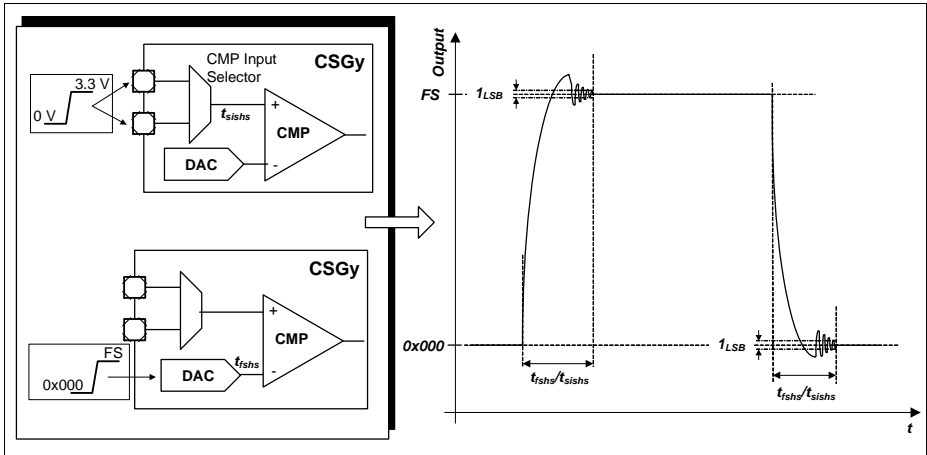 CSGy
CMP Input
Selector
3.3 V
0 V
t_sishs
+
CMP
DAC
-
CSGy
+
CMP
FS
0x000
t_fshs
DAC
-
Output
FS
1_LSB
0x000
1_LSB
t_fshs/t_sishs
t_fshs/t_sishs
t